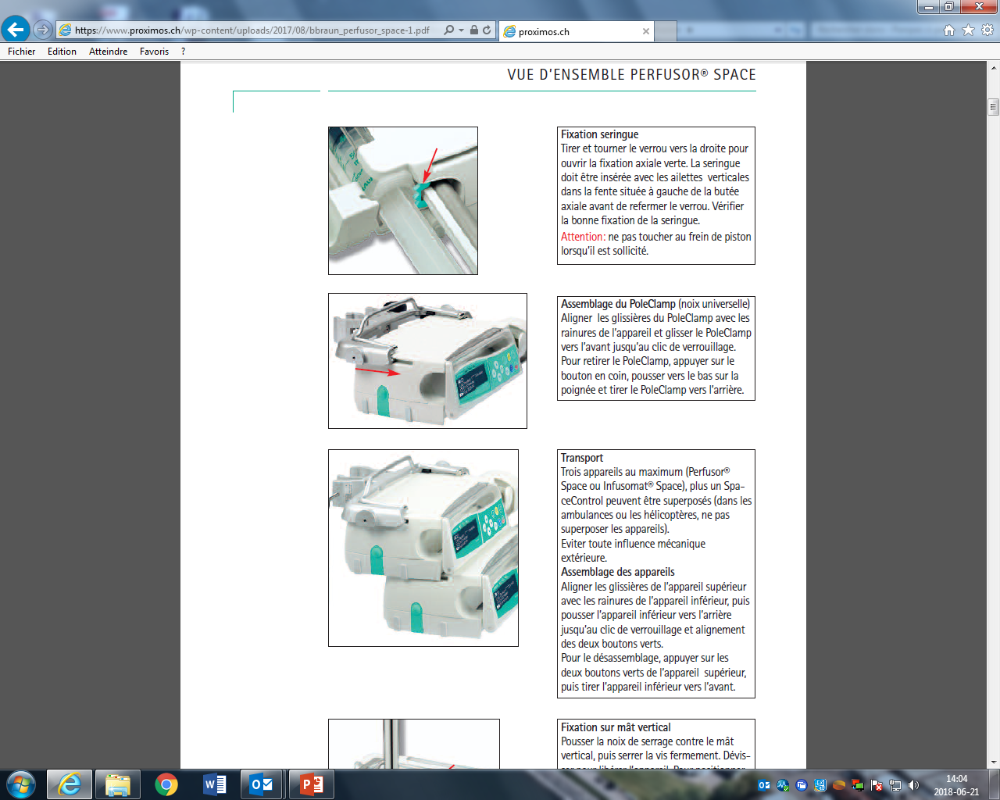 https://www.proximos.ch/wp-content/uploads/2017/08/bbraun_perfusor_space-1.pdf
proximos.ch
Fichier Edition Atteindre Favoris ?
VUE D'ENSEMBLE PERFUSOR® SPACE
Fixation seringue
Tirer et tourner le verrou vers la droite pour
ouvrir la fixation axiale verte. La seringue
doit être insérée avec les ailettes verticales
dans la fente située à gauche de la butée
axiale avant de refermer le verrou. Vérifier
la bonne fixation de la seringue.
Attention: ne pas toucher au frein de piston
lorsqu'il est sollicité.
Assemblage du PoleClamp (noix universelle)
Aligner les glissières du PoleClamp avec les
rainures de l'appareil et glisser le PoleClamp
vers l'avant jusqu'au clic de verrouillage.
Pour retirer le PoleClamp, appuyer sur le
bouton en coin, pousser vers le bas sur la
poignée et tirer le PoleClamp vers l'arrière.
Transport
Trois appareils au maximum (Perfusor®
Space ou Infusomat® Space), plus un Spa-
ceControl peuvent être superposés (dans les
ambulances ou les hélicoptères, ne pas
superposer les appareils).
Eviter toute influence mécanique
extérieure.
Assemblage des appareils
Aligner les glissières de l'appareil supérieur
avec les rainures de l'appareil inférieur, puis
pousser l'appareil inférieur vers l'arrière
jusqu'au clic de verrouillage et alignement
des deux boutons verts.
Pour le désassemblage, appuyer sur les
deux boutons verts de l'appareil supérieur,
puis tirer l'appareil inférieur vers l'avant.
Fixation sur mât vertical
Pousser la noix de serrage contre le mât
vertical, puis serrer la vis fermement. Dévis-
14:04
2018-06-21